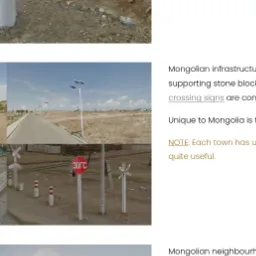 Mongolian infrastructu
supporting stone bloc
crossing signs are con
Unique to Mongolia is t
NOTE: Each town has u
quite useful.
Mongolian neighbourh